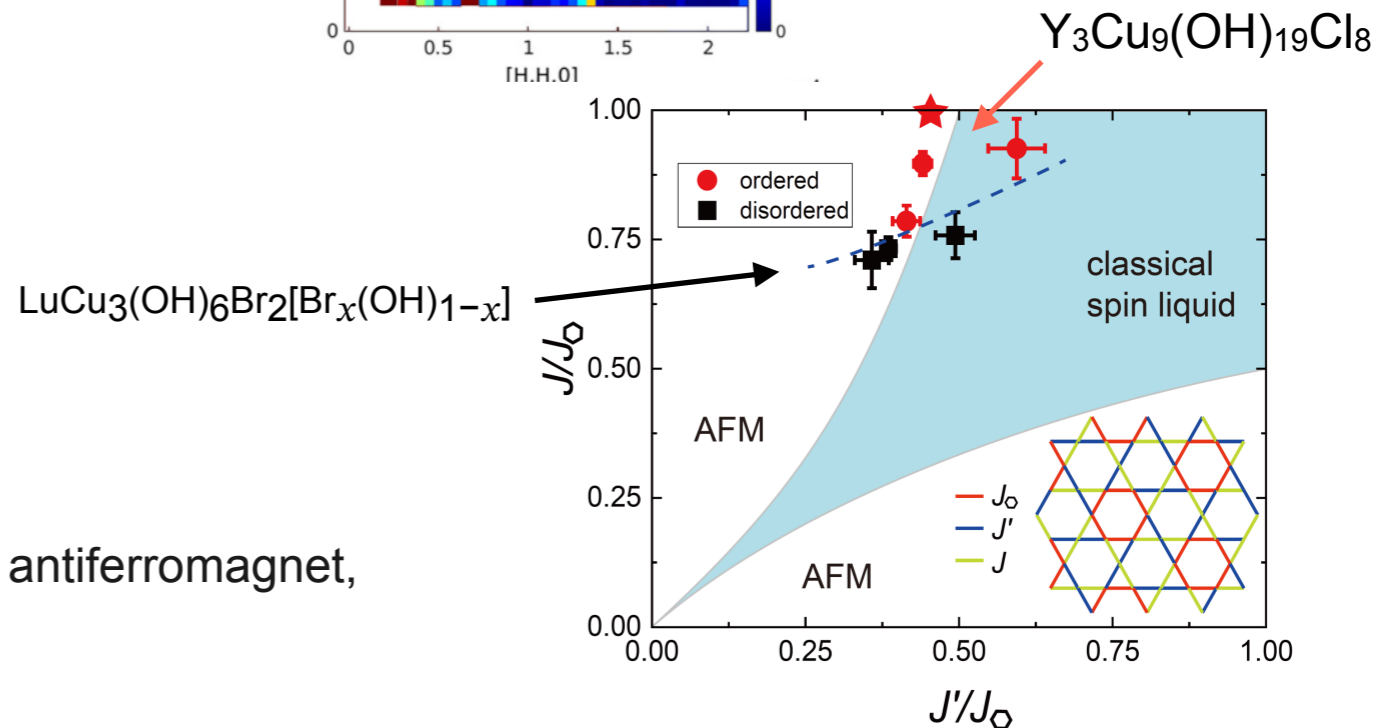 0
0
0 0.5 1 1.5 2
[H,H,0]
Y₃Cu₉(OH)₁₉Cl₈
1.00
ordered
disordered
0.75
LuCu₃(OH)₆Br₂[Brₓ(OH)₁₋ₓ]
classical
spin liquid
J/J⬡
0.50
AFM
0.25
J⬡
J'
J
antiferromagnet,
AFM
0.00
0.00 0.25 0.50 0.75 1.00
J'/J⬡